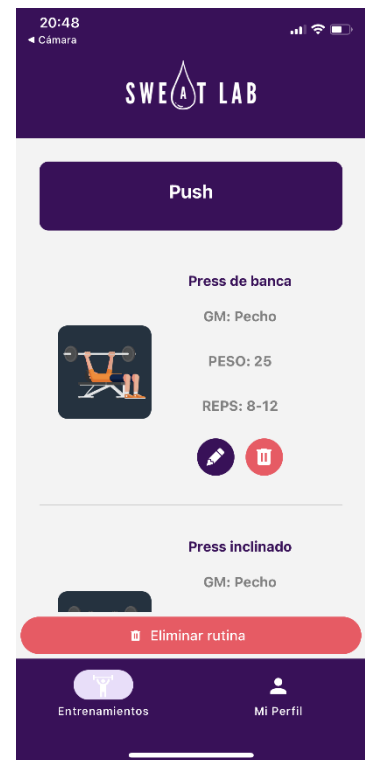 20:48
◀ Cámara
SWEAT LAB
Push
Press de banca
GM: Pecho
PESO: 25
REPS: 8-12
Press inclinado
GM: Pecho
Eliminar rutina
Entrenamientos
Mi Perfil